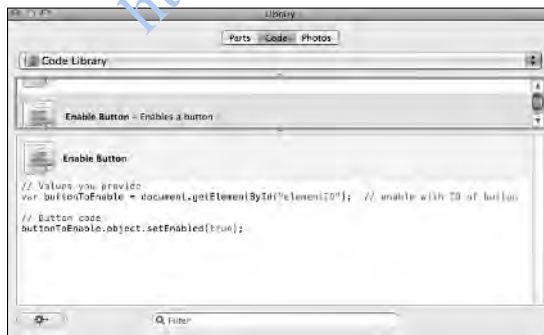 Library
Parts Code Photos
Code Library
Enable Button - Enables a button
Enable Button
// Values you provide
var buttonToEnable = document.getElementById("elementID"); // enable with ID of button
// Button code
buttonToEnable.object.setEnabled(true);
Filter